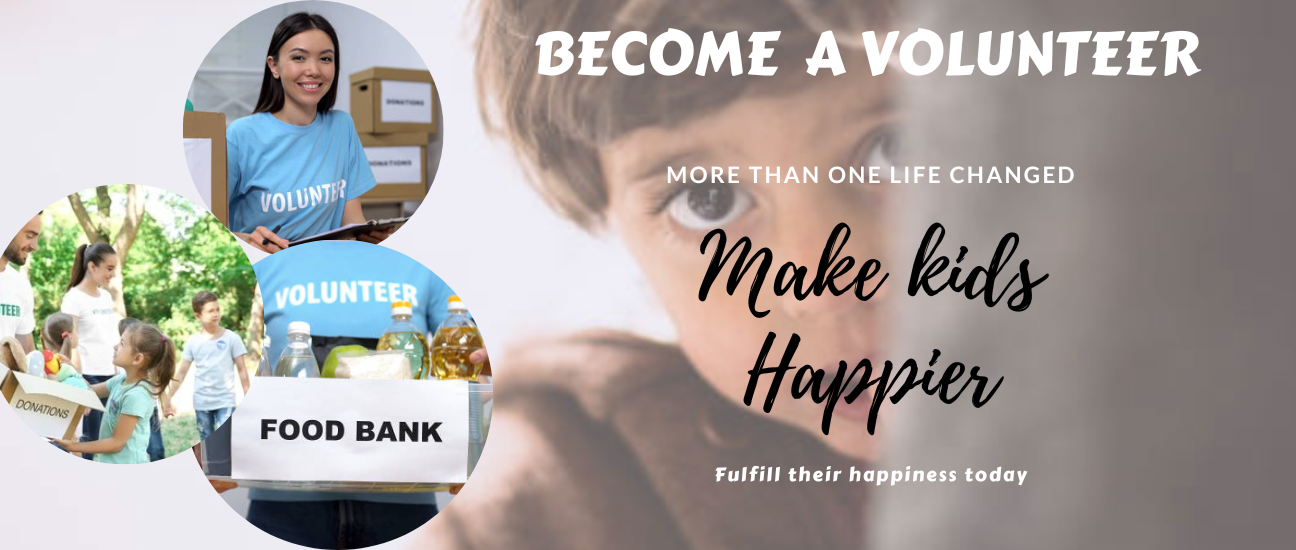 BECOME A VOLUNTEER
MORE THAN ONE LIFE CHANGED
Make kids
Happier
Fulfill their happiness today
DONATIONS
DONATIONS
VOLUNTEER
VOLUNTEER
FOOD BANK
DONATIONS